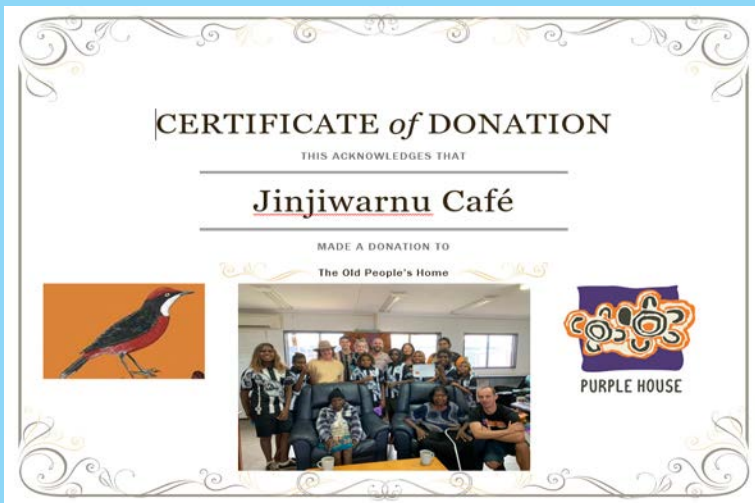 CERTIFICATE of DONATION
THIS ACKNOWLEDGES THAT
Jinjiwarnu Café
MADE A DONATION TO
The Old People's Home
PURPLE HOUSE